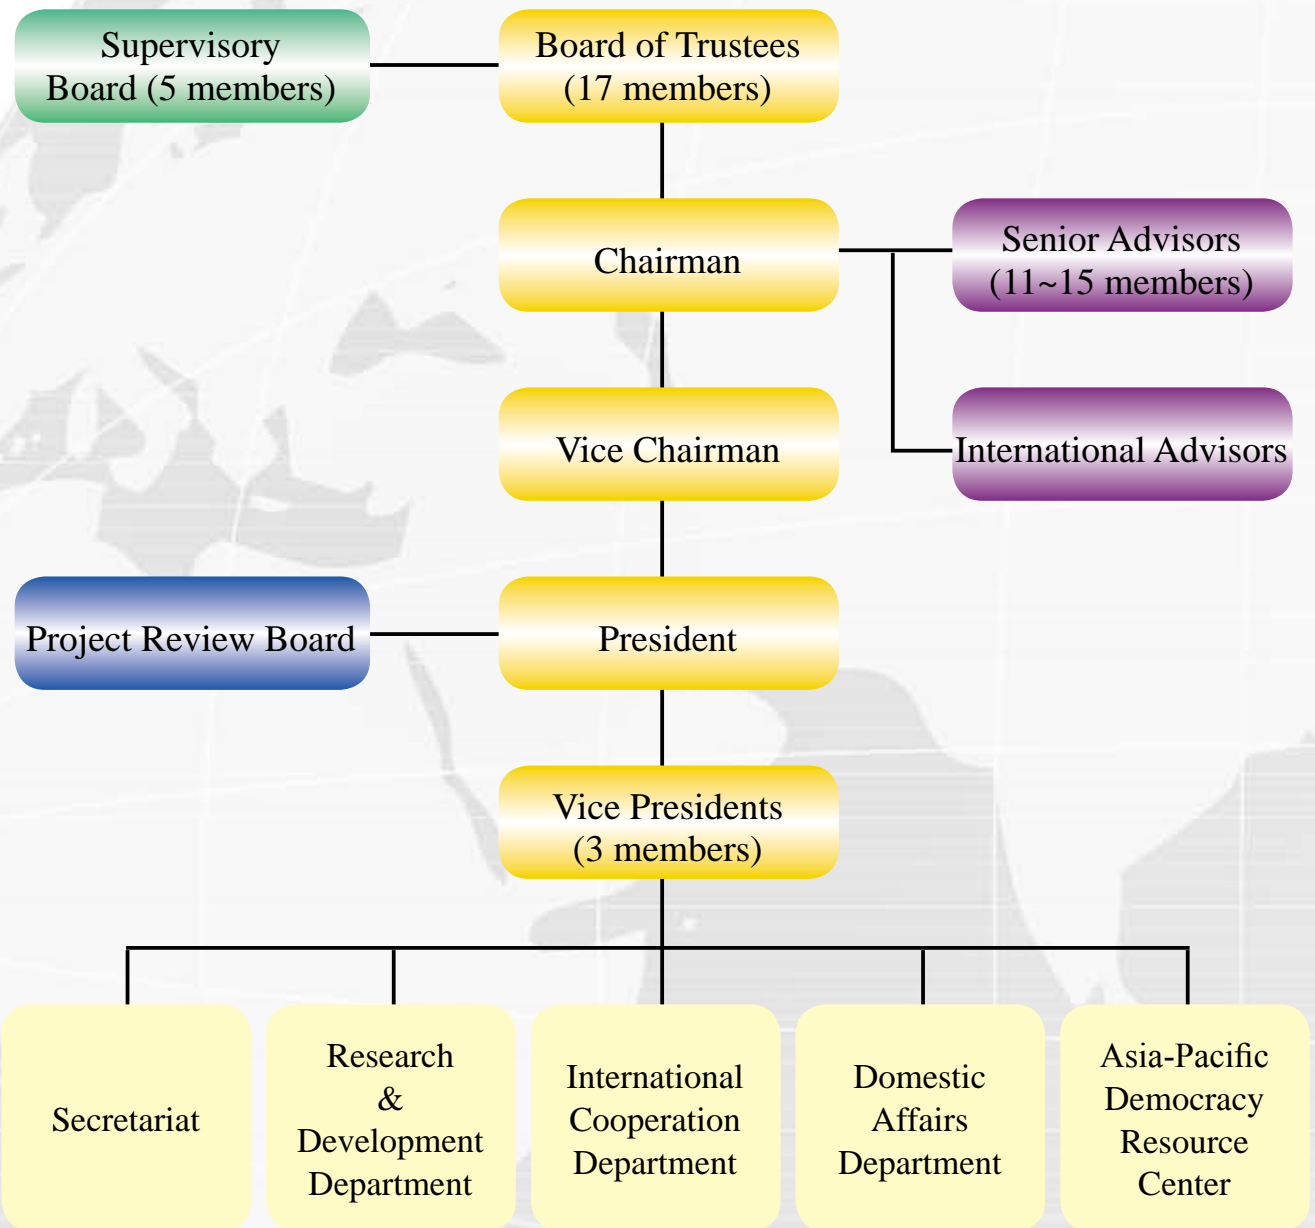 Supervisory
Board (5 members)
Board of Trustees
(17 members)
Chairman
Senior Advisors
(11~15 members)
Vice Chairman
International Advisors
Project Review Board
President
Vice Presidents
(3 members)
Secretariat
Research
&
Development
Department
International
Cooperation
Department
Domestic
Affairs
Department
Asia-Pacific
Democracy
Resource
Center